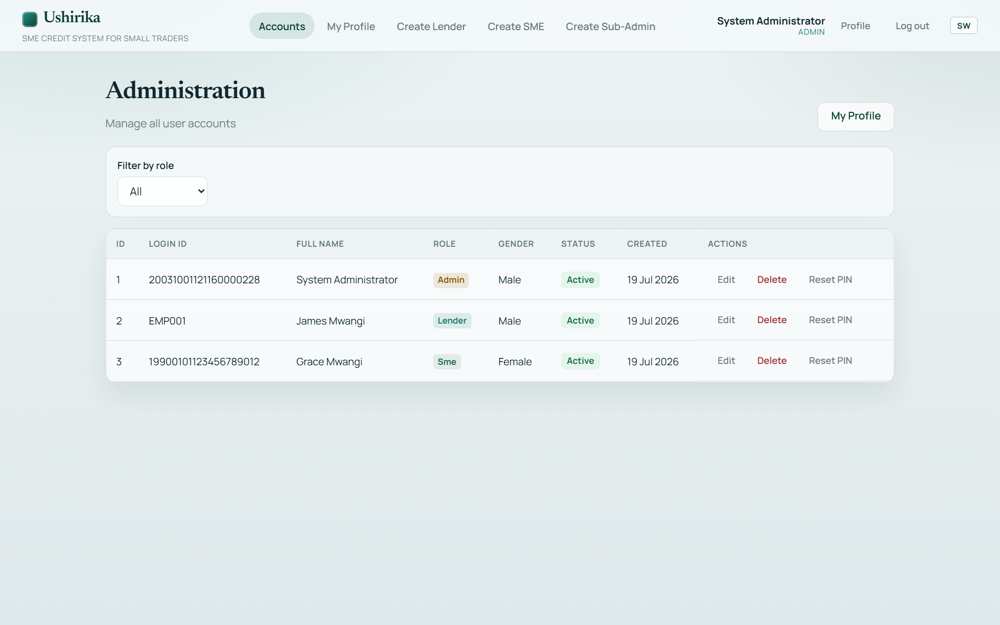 Ushirika
SME CREDIT SYSTEM FOR SMALL TRADERS
Accounts My Profile Create Lender Create SME Create Sub-Admin
System Administrator
ADMIN
Profile Log out SW
Administration
Manage all user accounts
My Profile
Filter by role
All
ID LOGIN ID FULL NAME ROLE GENDER STATUS CREATED ACTIONS
1 20031001121160000228 System Administrator Admin Male Active 19 Jul 2026 Edit Delete Reset PIN
2 EMP001 James Mwangi Lender Male Active 19 Jul 2026 Edit Delete Reset PIN
3 19900101123456789012 Grace Mwangi Sme Female Active 19 Jul 2026 Edit Delete Reset PIN